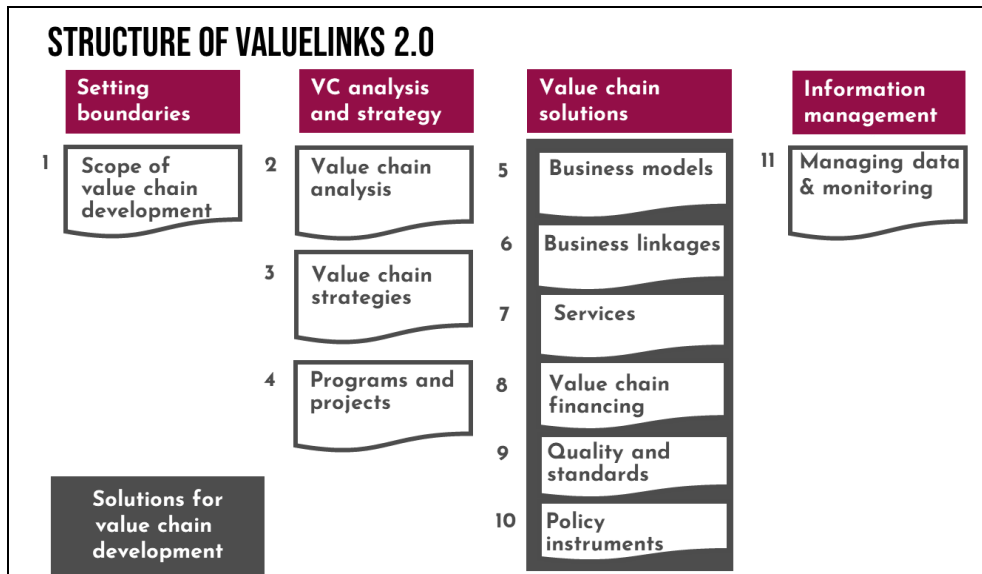 STRUCTURE OF VALUELINKS 2.0
Setting
boundaries
1
Scope of
value chain
development
VC analysis
and strategy
2
Value chain
analysis
3
Value chain
strategies
4
Programs and
projects
Value chain
solutions
5
Business models
6
Business linkages
7
Services
8
Value chain
financing
9
Quality and
standards
10
Policy
instruments
Information
management
11
Managing data
& monitoring
Solutions for
value chain
development